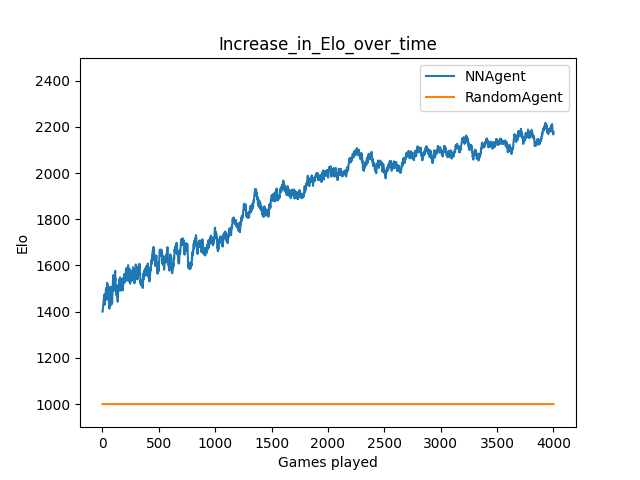 Increase_in_Elo_over_time
NNAgent
RandomAgent
2400
2200
2000
1800
1600
1400
1200
1000
Elo
0 500 1000 1500 2000 2500 3000 3500 4000
Games played